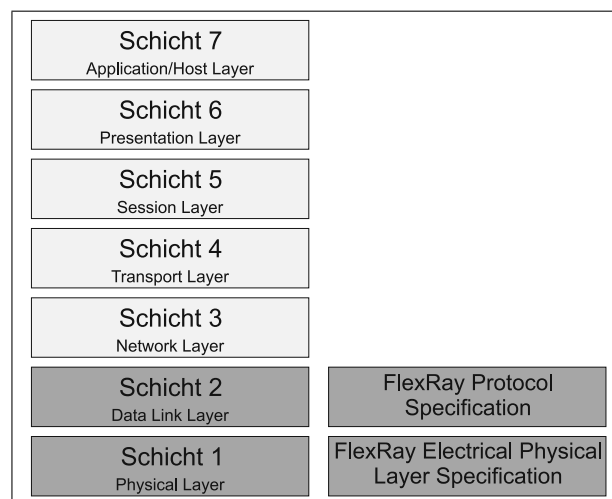 Schicht 7
Application/Host Layer
Schicht 6
Presentation Layer
Schicht 5
Session Layer
Schicht 4
Transport Layer
Schicht 3
Network Layer
Schicht 2
Data Link Layer
FlexRay Protocol
Specification
Schicht 1
Physical Layer
FlexRay Electrical Physical
Layer Specification